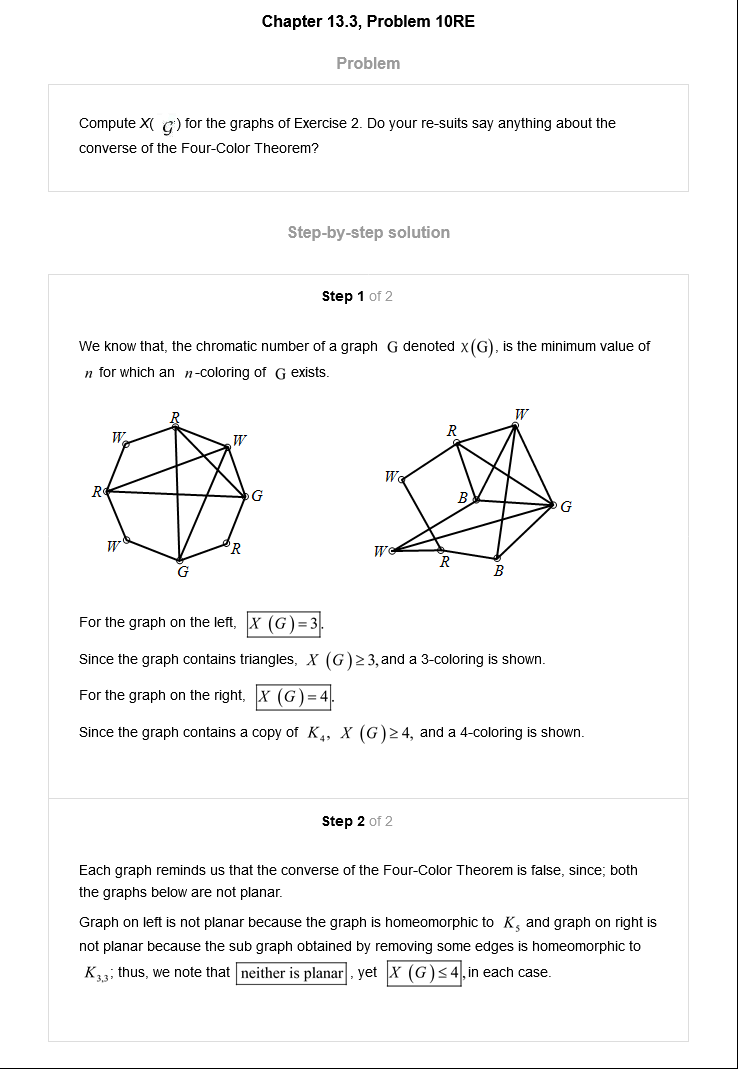 Chapter 13.3, Problem 10RE
Problem
Compute X( G ) for the graphs of Exercise 2. Do your re-suits say anything about the
converse of the Four-Color Theorem?
Step-by-step solution
Step 1 of 2
We know that, the chromatic number of a graph G denoted x(G), is the minimum value of
n for which an n-coloring of G exists.
R
W
W
R
G
W
R
G
W
R
W
B
G
W
R
B
For the graph on the left, X (G)=3.
Since the graph contains triangles, X (G)≥3, and a 3-coloring is shown.
For the graph on the right, X (G)=4.
Since the graph contains a copy of K₄, X (G)≥4, and a 4-coloring is shown.
Step 2 of 2
Each graph reminds us that the converse of the Four-Color Theorem is false, since; both
the graphs below are not planar.
Graph on left is not planar because the graph is homeomorphic to K₅ and graph on right is
not planar because the sub graph obtained by removing some edges is homeomorphic to
K₃,₃; thus, we note that neither is planar, yet X (G)≤4, in each case.